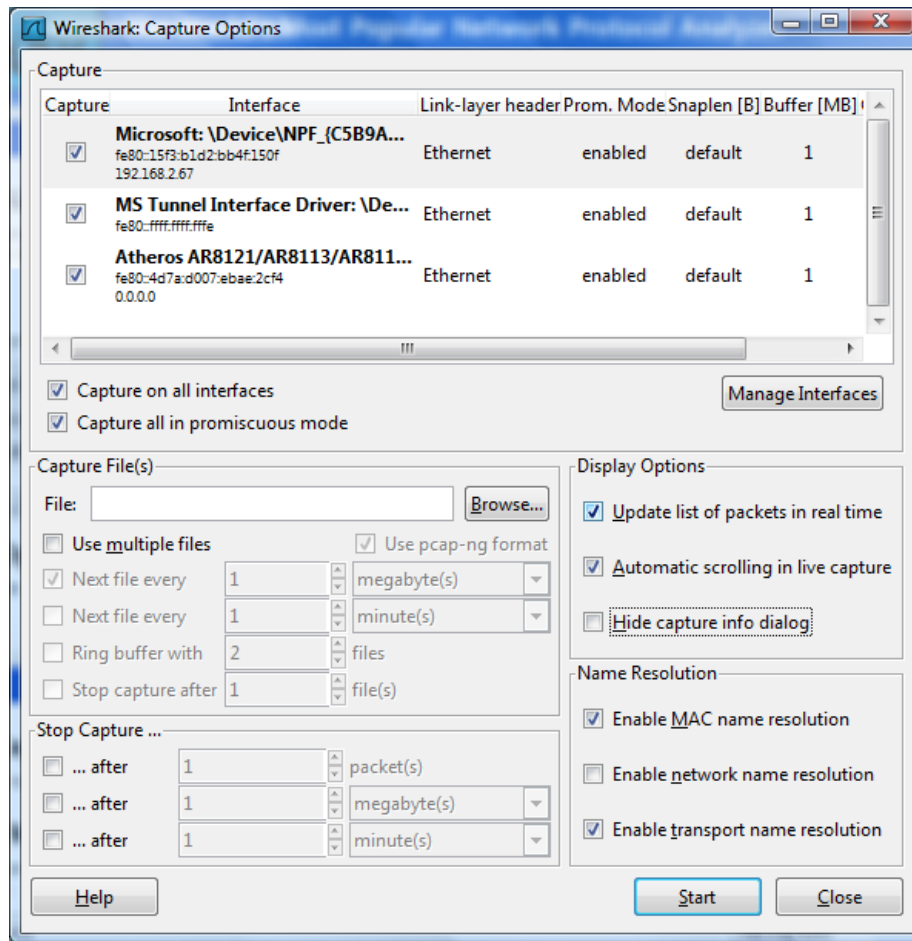 Wireshark: Capture Options
Capture
Capture Interface Link-layer header Prom. Mode Snaplen [B] Buffer [MB]
Microsoft: \Device\NPF_{C5B9A...
fe80::15f3:b1d2:bb4f:150f
192.168.2.67
Ethernet enabled default 1
MS Tunnel Interface Driver: \De...
fe80::ffff:ffff:fffe
Ethernet enabled default 1
Atheros AR8121/AR8113/AR811...
fe80::4d7a:d007:ebae:2cf4
0.0.0.0
Ethernet enabled default 1
Capture on all interfaces
Manage Interfaces
Capture all in promiscuous mode
Capture File(s)
File: Browse...
Use multiple files Use pcap-ng format
Next file every 1 megabyte(s)
Next file every 1 minute(s)
Ring buffer with 2 files
Stop capture after 1 file(s)
Stop Capture ...
... after 1 packet(s)
... after 1 megabyte(s)
... after 1 minute(s)
Display Options
Update list of packets in real time
Automatic scrolling in live capture
Hide capture info dialog
Name Resolution
Enable MAC name resolution
Enable network name resolution
Enable transport name resolution
Help Start Close